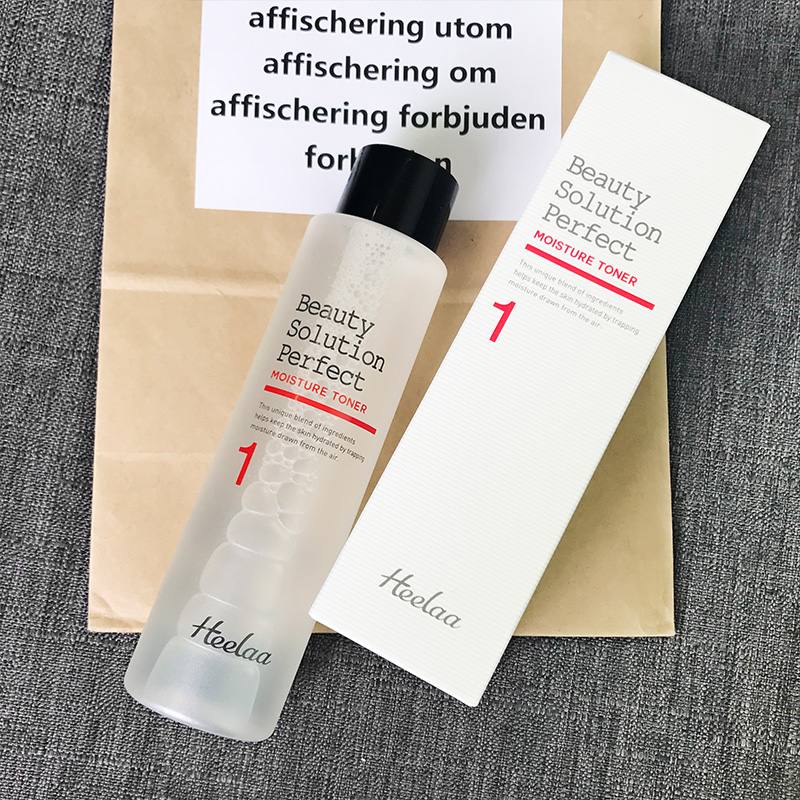 affischering utom
affischering om
affischering forbjuden
Beauty
Solution
Perfect
MOISTURE TONER
This unique blend of ingredients
helps keep the skin hydrated by trapping
moisture drawn from the air.
1
Heelaa
Beauty
Solution
Perfect
MOISTURE TONER
This unique blend of ingredients
helps keep the skin hydrated by trapping
moisture drawn from the air.
1
Heelaa